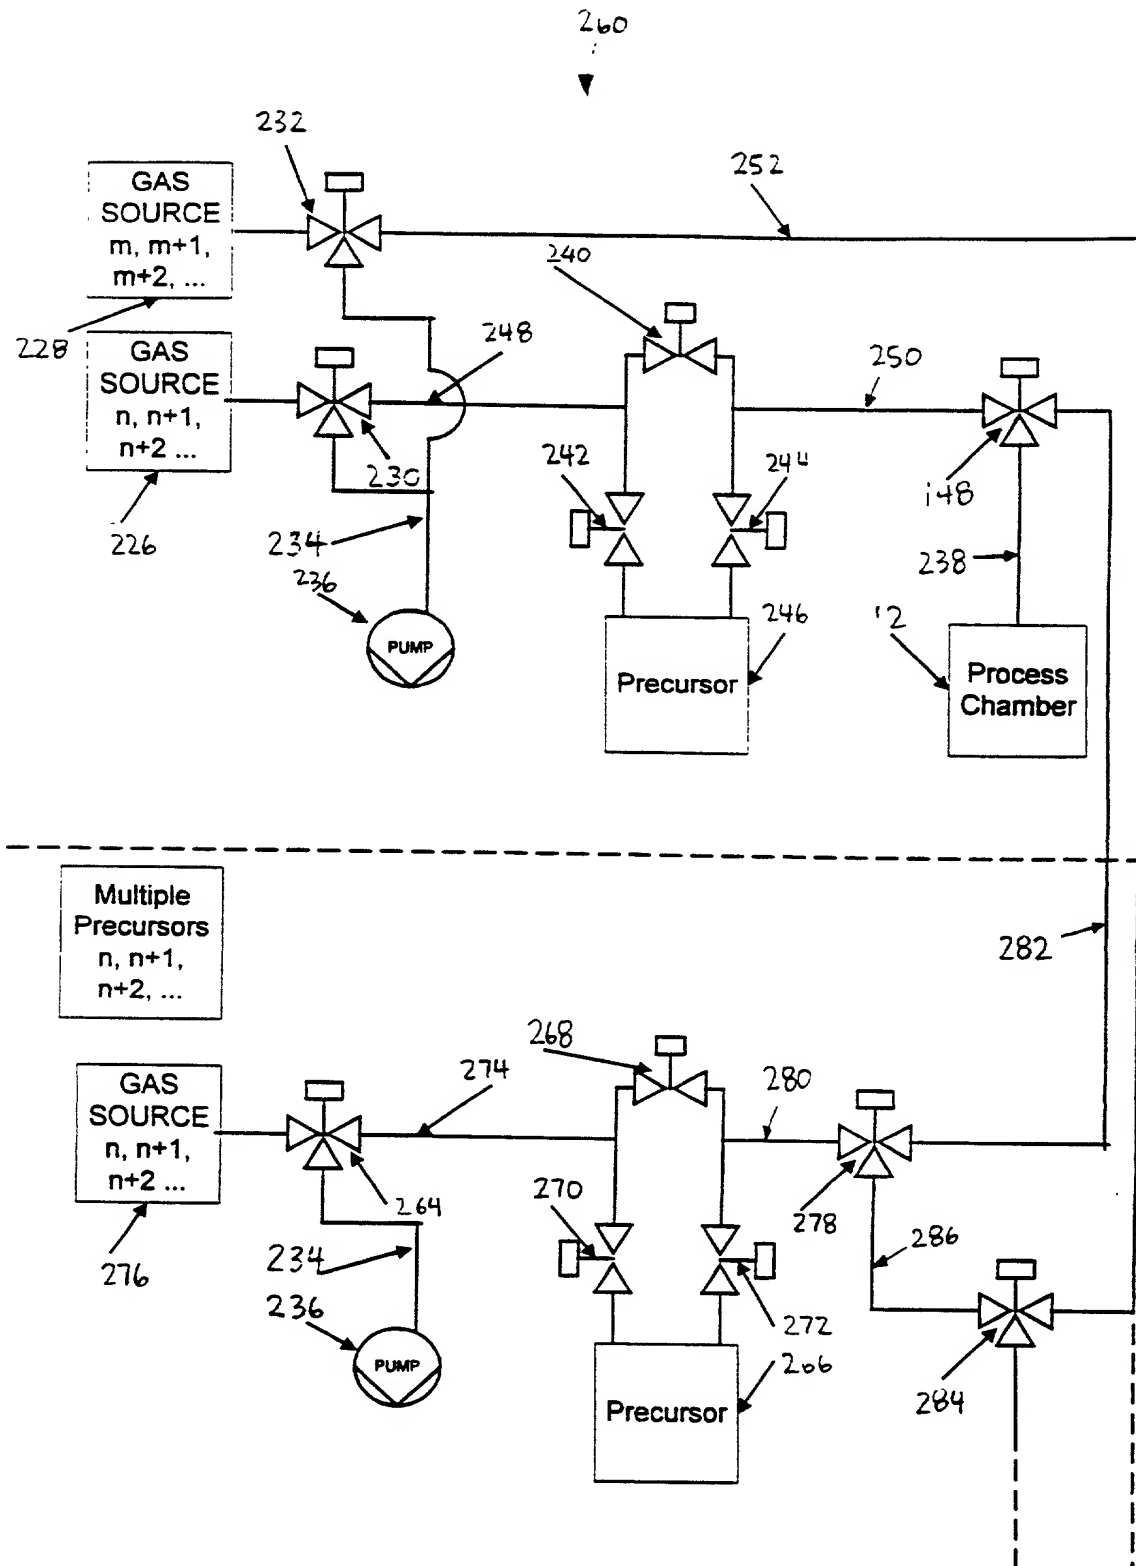 260
232
252
GAS
SOURCE
m, m+1,
m+2, ...
240
228
248
GAS
SOURCE
n, n+1,
n+2 ...
250
230
242
244
148
226
234
238
236
246
12
PUMP
Precursor
Process
Chamber
Multiple
Precursors
n, n+1,
n+2, ...
282
268
274
280
GAS
SOURCE
n, n+1,
n+2 ...
270
264
278
286
234
276
236
272
266
PUMP
284
Precursor